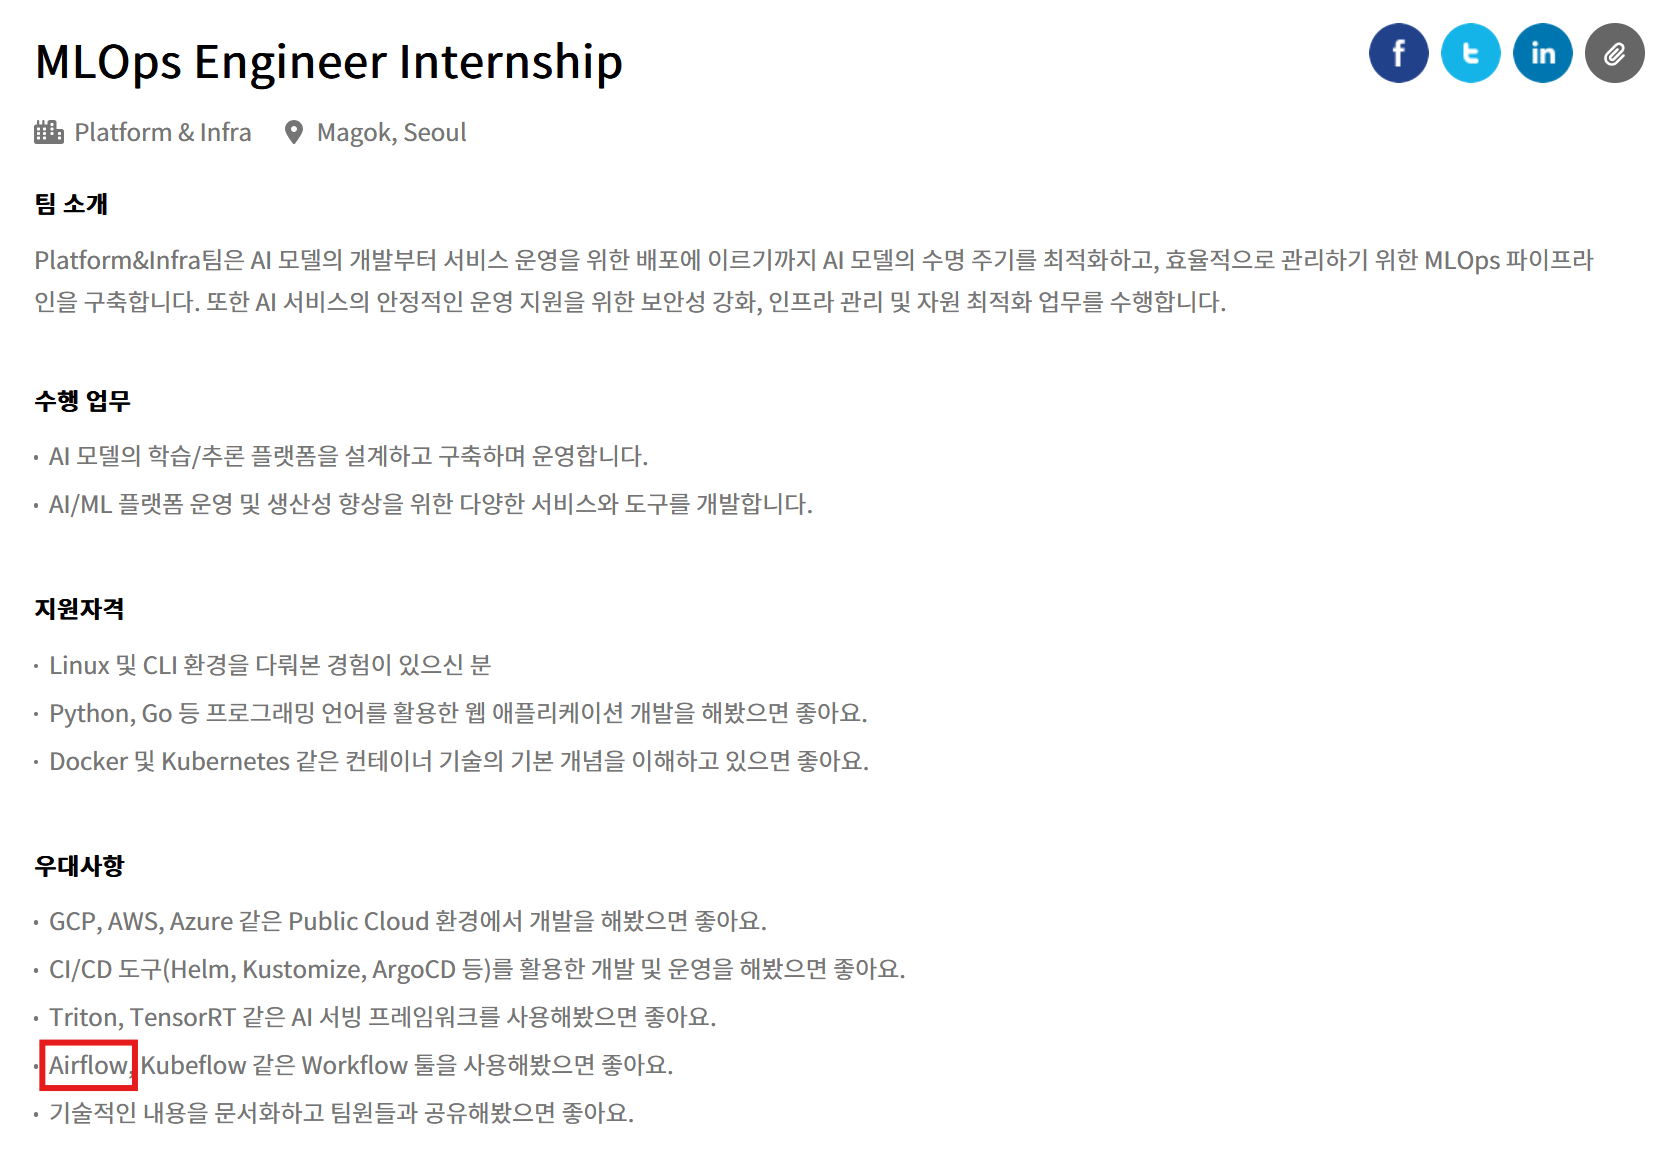 MLOps Engineer Internship
Platform & Infra Magok, Seoul
팀 소개
Platform&Infra팀은 AI 모델의 개발부터 서비스 운영을 위한 배포에 이르기까지 AI 모델의 수명 주기를 최적화하고, 효율적으로 관리하기 위한 MLOps 파이프라
인을 구축합니다. 또한 AI 서비스의 안정적인 운영 지원을 위한 보안성 강화, 인프라 관리 및 자원 최적화 업무를 수행합니다.
수행 업무
· AI 모델의 학습/추론 플랫폼을 설계하고 구축하며 운영합니다.
· AI/ML 플랫폼 운영 및 생산성 향상을 위한 다양한 서비스와 도구를 개발합니다.
지원자격
· Linux 및 CLI 환경을 다뤄본 경험이 있으신 분
· Python, Go 등 프로그래밍 언어를 활용한 웹 애플리케이션 개발을 해봤으면 좋아요.
· Docker 및 Kubernetes 같은 컨테이너 기술의 기본 개념을 이해하고 있으면 좋아요.
우대사항
· GCP, AWS, Azure 같은 Public Cloud 환경에서 개발을 해봤으면 좋아요.
· CI/CD 도구(Helm, Kustomize, ArgoCD 등)를 활용한 개발 및 운영을 해봤으면 좋아요.
· Triton, TensorRT 같은 AI 서빙 프레임워크를 사용해봤으면 좋아요.
· Airflow, Kubeflow 같은 Workflow 툴을 사용해봤으면 좋아요.
· 기술적인 내용을 문서화하고 팀원들과 공유해봤으면 좋아요.